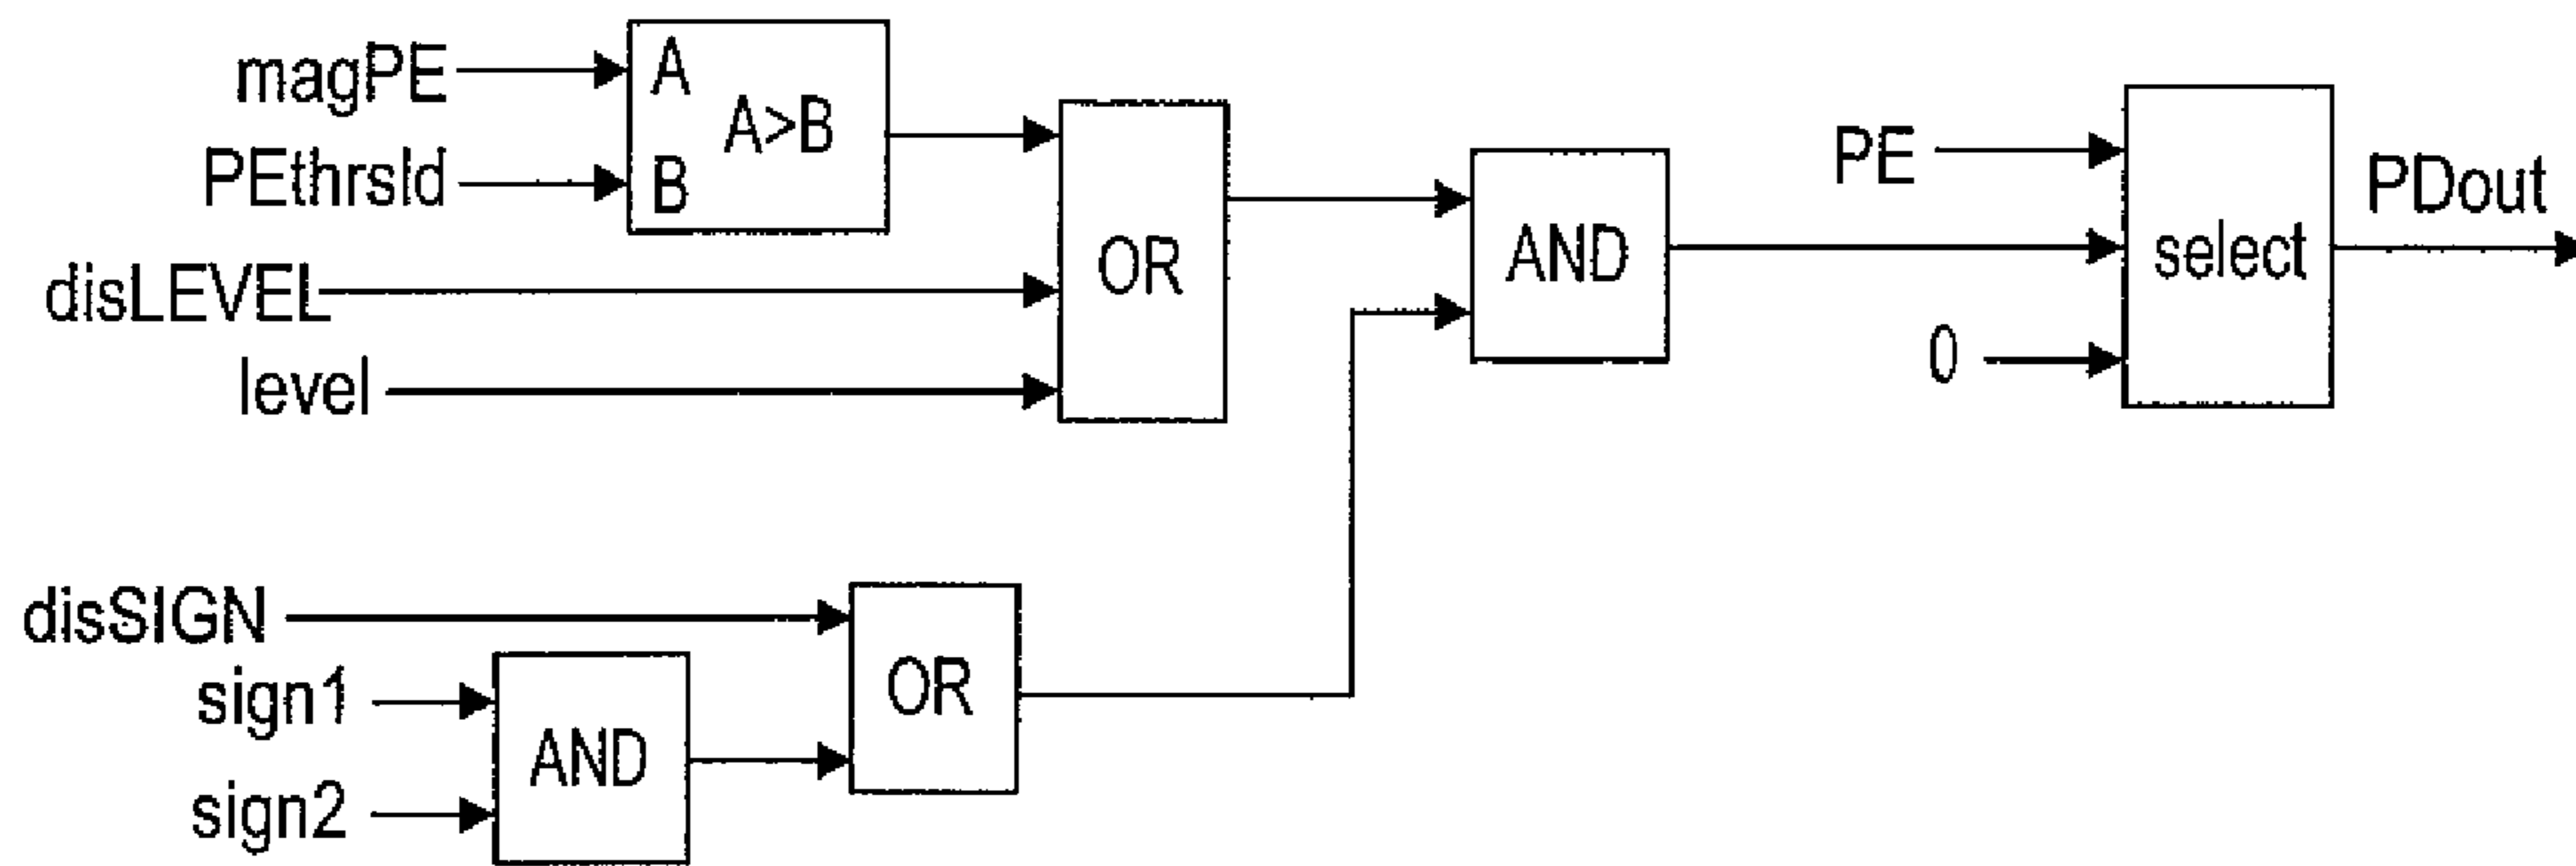 magPE
A
A>B
PEthrsld
B
disLEVEL
level
OR
AND
PE
select
0
PDout
disSIGN
sign1
sign2
AND
OR